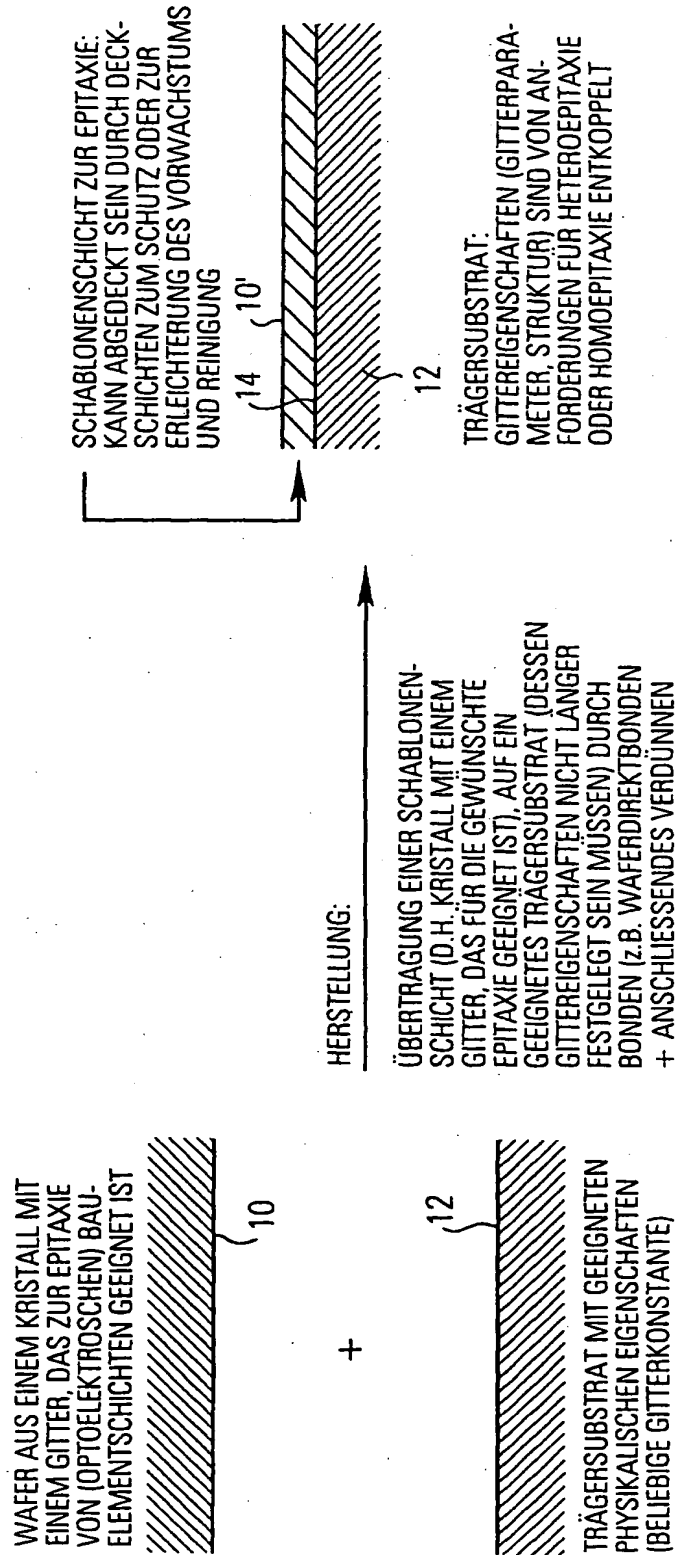 WAFER AUS EINEM KRISTALL MIT
EINEM GITTER, DAS ZUR EPITAXIE
VON (OPTOELEKTROSCHEN) BAU-
ELEMENTSCHICHTEN GEEIGNET IST
10
+
12
TRÄGERSUBSTRAT MIT GEEIGNETEN
PHYSIKALISCHEN EIGENSCHAFTEN
(BELIEBIGE GITTERKONSTANTE)
HERSTELLUNG:
ÜBERTRAGUNG EINER SCHABLONEN-
SCHICHT (D.H. KRISTALL MIT EINEM
GITTER, DAS FÜR DIE GEWÜNSCHTE
EPITAXIE GEEIGNET IST), AUF EIN
GEEIGNETES TRÄGERSUBSTRAT (DESSEN
GITTEREIGENSCHAFTEN NICHT LÄNGER
FESTGELEGT SEIN MÜSSEN) DURCH
BONDEN (z.B. WAFERDIREKTBONDEN
+ ANSCHLIESSENDES VERDÜNNEN
SCHABLONENSCHICHT ZUR EPITAXIE:
KANN ABGEDECKT SEIN DURCH DECK-
SCHICHTEN ZUM SCHUTZ ODER ZUR
ERLEICHTERUNG DES VORWACHSTUMS
UND REINIGUNG
14
10'
12
TRÄGERSUBSTRAT:
GITTEREIGENSCHAFTEN (GITTERPARA-
METER, STRUKTUR) SIND VON AN-
FORDERUNGEN FÜR HETEROEPITAXIE
ODER HOMOEPITAXIE ENTKOPPELT